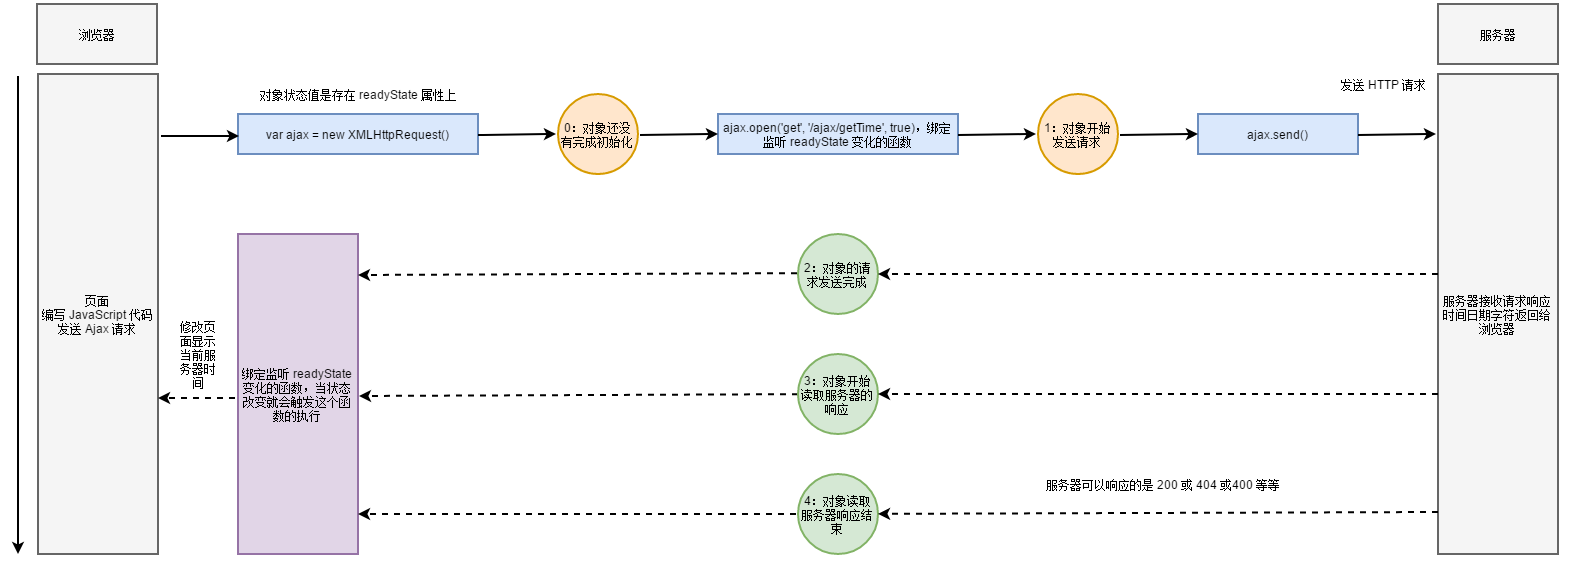 浏览器
服务器
发送 HTTP 请求
对象状态值是存在 readyState 属性上
var ajax = new XMLHttpRequest()
0：对象还没
有完成初始化
ajax.open('get', '/ajax/getTime', true)，绑定
监听 readyState 变化的函数
1：对象开始
发送请求
ajax.send()
2：对象的请
求发送完成
页面
编写 JavaScript 代码
发送 Ajax 请求
服务器接收请求响应
时间日期字符返回给
浏览器
修改页
面显示
当前服
务器时
间
绑定监听 readyState
变化的函数，当状态
改变就会触发这个函
数的执行
3：对象开始
读取服务器的
响应
服务器可以响应的是 200 或 404 或400 等等
4：对象读取
服务器响应结
束